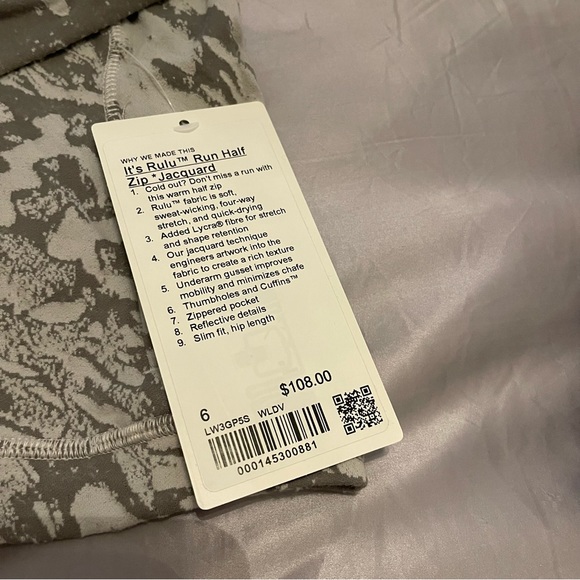 WHY WE MADE THIS
It's Rulu™ Run Half
Zip *Jacquard
1. Cold out? Don't miss a run with
this warm half zip
2. Rulu™ fabric is soft,
sweat-wicking, four-way
stretch, and quick-drying
3. Added Lycra® fibre for stretch
and shape retention
4. Our jacquard technique
engineers artwork into the
fabric to create a rich texture
5. Underarm gusset improves
mobility and minimizes chafe
6. Thumbholes and Cuffins™
7. Zippered pocket
8. Reflective details
9. Slim fit, hip length
6 $108.00
LW3GP5S WLDV
000145300881